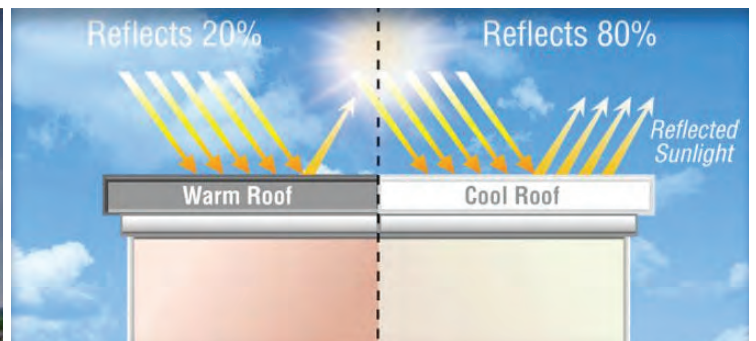 Reflects 20%
Reflects 80%
Reflected
Sunlight
Warm Roof
Cool Roof